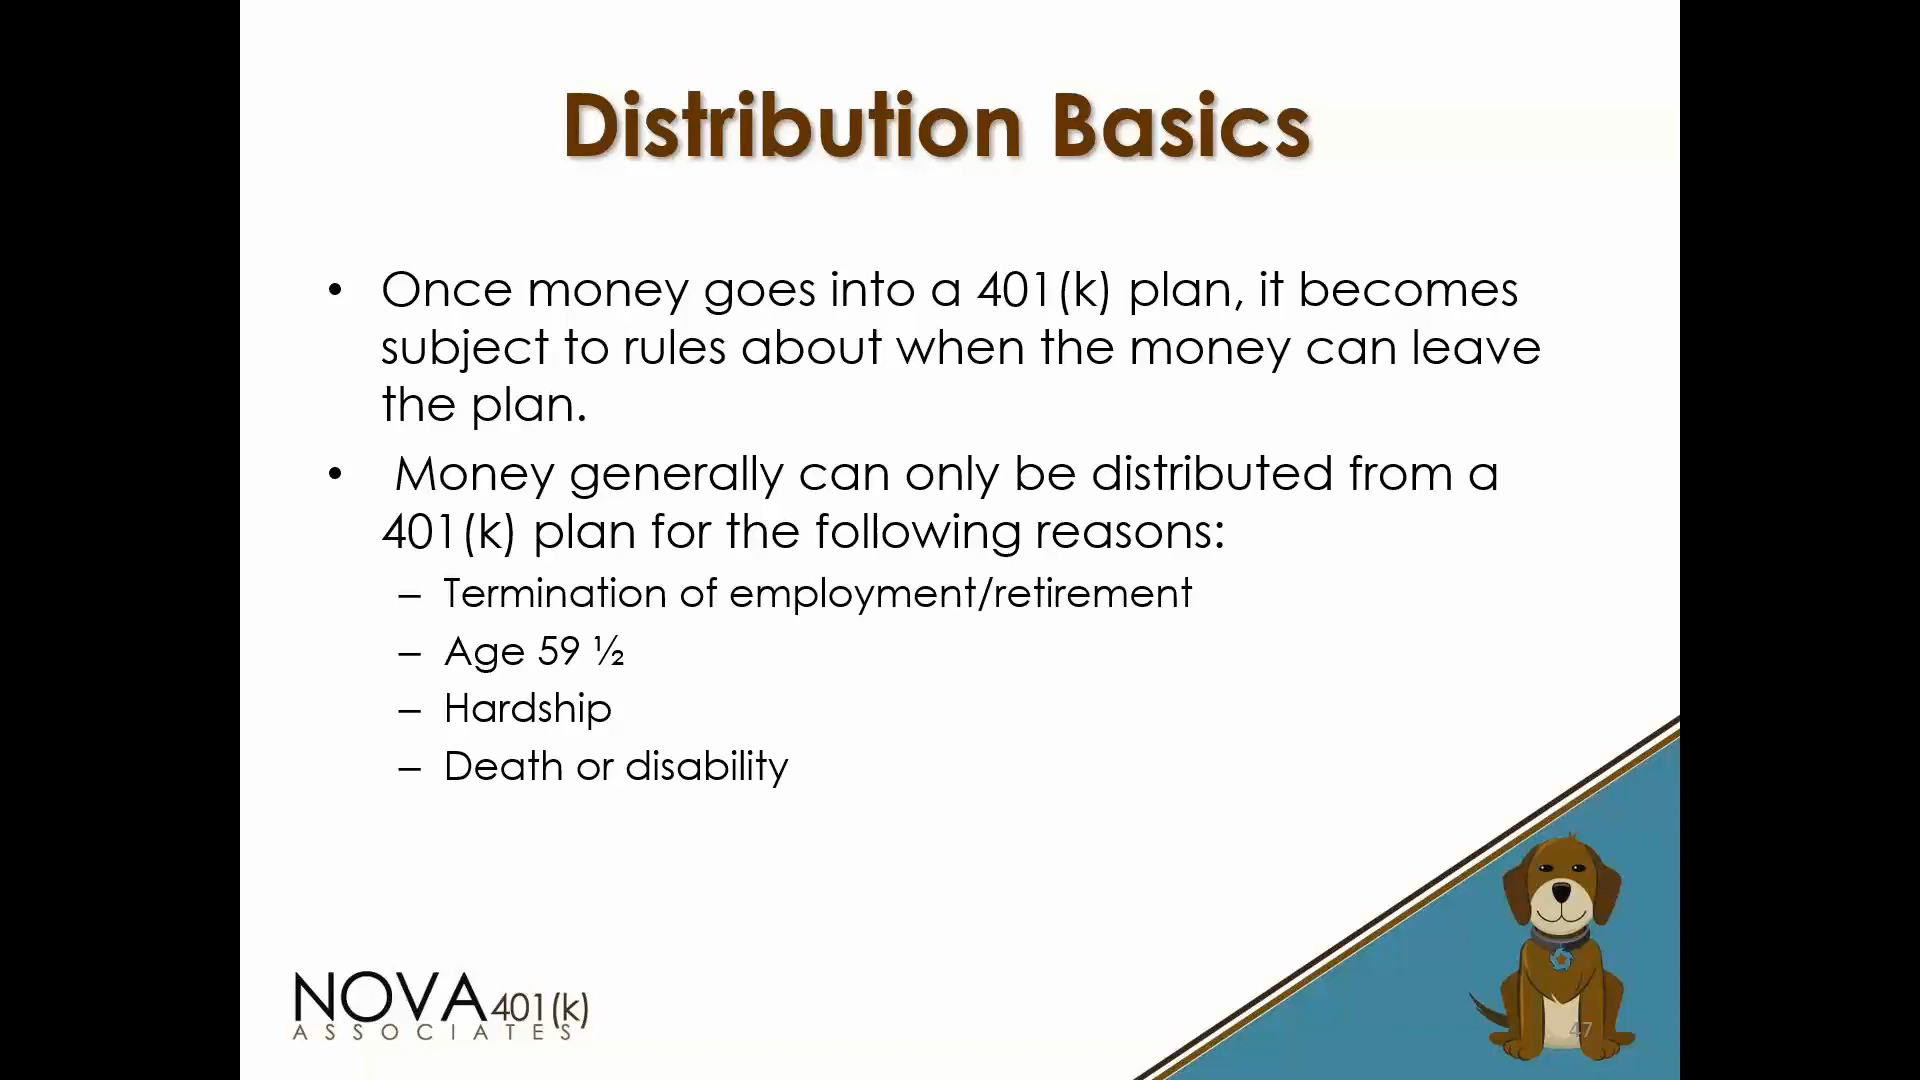 Distribution Basics
• Once money goes into a 401(k) plan, it becomes
subject to rules about when the money can leave
the plan.
• Money generally can only be distributed from a
401(k) plan for the following reasons:
– Termination of employment/retirement
– Age 59 ½
– Hardship
– Death or disability
NOVA 401(k)
ASSOCIATES
47